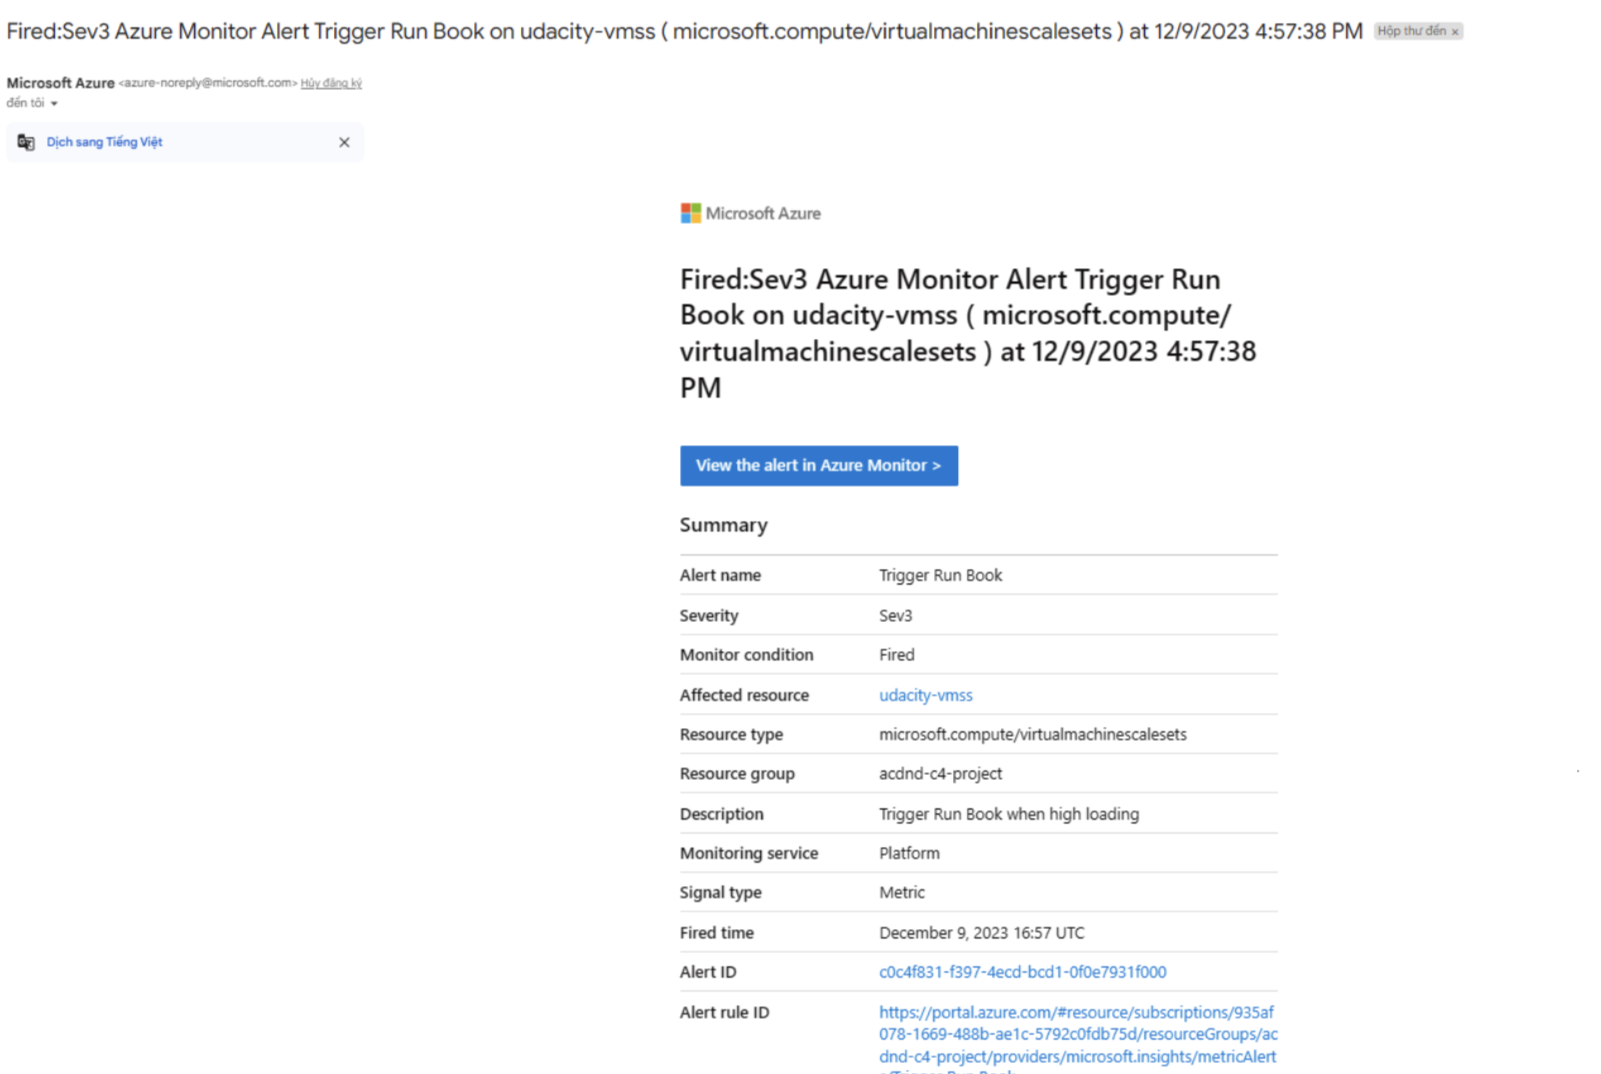 Fired:Sev3 Azure Monitor Alert Trigger Run Book on udacity-vmss ( microsoft.compute/virtualmachinescalesets ) at 12/9/2023 4:57:38 PM Hộp thư đến ×
Microsoft Azure <azure-noreply@microsoft.com> Hủy đăng ký
đến tôi
Dịch sang Tiếng Việt
Microsoft Azure
Fired:Sev3 Azure Monitor Alert Trigger Run
Book on udacity-vmss ( microsoft.compute/
virtualmachinescalesets ) at 12/9/2023 4:57:38
PM
View the alert in Azure Monitor >
Summary
Alert name Trigger Run Book
Severity Sev3
Monitor condition Fired
Affected resource udacity-vmss
Resource type microsoft.compute/virtualmachinescalesets
Resource group acdnd-c4-project
Description Trigger Run Book when high loading
Monitoring service Platform
Signal type Metric
Fired time December 9, 2023 16:57 UTC
Alert ID c0c4f831-f397-4ecd-bcd1-0f0e7931f000
Alert rule ID https://portal.azure.com/#resource/subscriptions/935af
078-1669-488b-ae1c-5792c0fdb75d/resourceGroups/ac
dnd-c4-project/providers/microsoft.insights/metricAlert